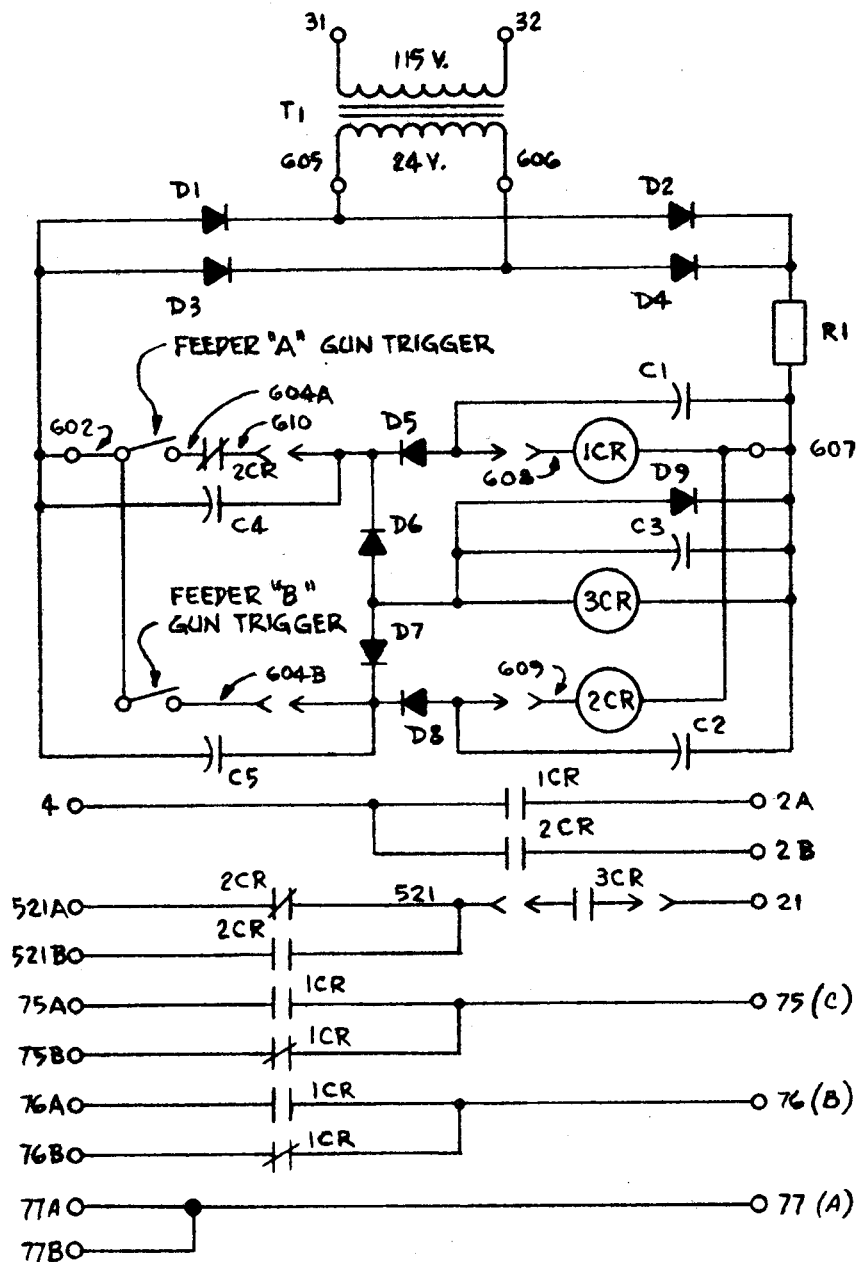 31 32
115 V.
T1
605 24 V. 606
D1 D2
D3 D4
R1
FEEDER "A" GUN TRIGGER
604A C1
602 610 D5
2CR 608 1CR 607
D9
C4 D6 C3
FEEDER "B"
GUN TRIGGER
D7 3CR
604B 609
2CR
D8 C2
C5
4 1CR 2A
2CR 2B
521A 2CR 521 3CR 21
521B 2CR
75A 1CR 75 (C)
75B 1CR
76A 1CR 76 (B)
76B 1CR
77A 77 (A)
77B